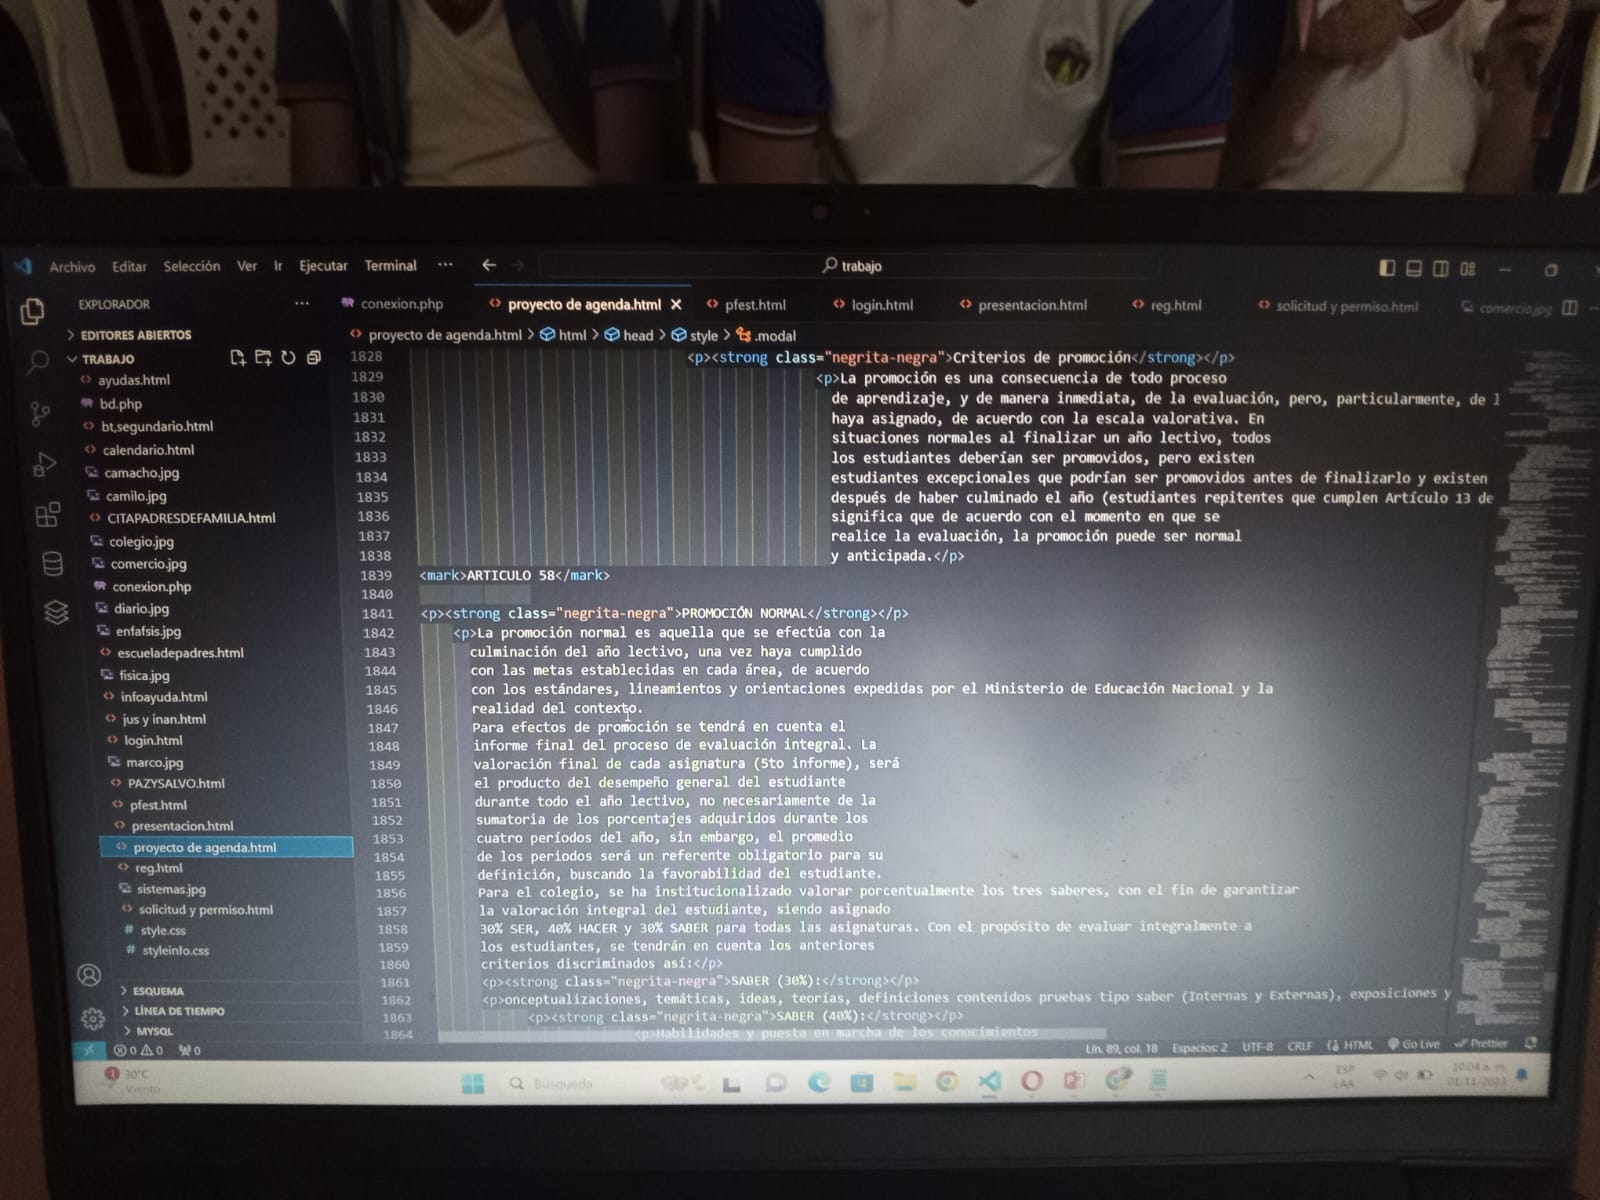 Archivo Editar Selección Ver Ir Ejecutar Terminal ··· trabajo
EXPLORADOR ···
conexion.php proyecto de agenda.html pfest.html login.html presentacion.html reg.html solicitud y permiso.html comercio.jpg
EDITORES ABIERTOS
proyecto de agenda.html > html > head > style > .modal
TRABAJO
ayudas.html
bd.php
bt,segundario.html
calendario.html
camacho.jpg
camilo.jpg
CITAPADRESDEFAMILIA.html
colegio.jpg
comercio.jpg
conexion.php
diario.jpg
enfafsis.jpg
escueladepadres.html
fisica.jpg
infoayuda.html
jus y inan.html
login.html
marco.jpg
PAZYSALVO.html
pfest.html
presentacion.html
proyecto de agenda.html
reg.html
sistemas.jpg
solicitud y permiso.html
style.css
styleinfo.css
ESQUEMA
LÍNEA DE TIEMPO
MYSQL
1828 <p><strong class="negrita-negra">Criterios de promoción</strong></p>
1829 <p>La promoción es una consecuencia de todo proceso
1830 de aprendizaje, y de manera inmediata, de la evaluación, pero, particularmente, de l
1831 haya asignado, de acuerdo con la escala valorativa. En
1832 situaciones normales al finalizar un año lectivo, todos
1833 los estudiantes deberían ser promovidos, pero existen
1834 estudiantes excepcionales que podrían ser promovidos antes de finalizarlo y existen
1835 después de haber culminado el año (estudiantes repitentes que cumplen Artículo 13 de
1836 significa que de acuerdo con el momento en que se
1837 realice la evaluación, la promoción puede ser normal
1838 y anticipada.</p>
1839 <mark>ARTICULO 58</mark>
1840
1841 <p><strong class="negrita-negra">PROMOCIÓN NORMAL</strong></p>
1842 <p>La promoción normal es aquella que se efectúa con la
1843 culminación del año lectivo, una vez haya cumplido
1844 con las metas establecidas en cada área, de acuerdo
1845 con los estándares, lineamientos y orientaciones expedidas por el Ministerio de Educación Nacional y la
1846 realidad del contexto.
1847 Para efectos de promoción se tendrá en cuenta el
1848 informe final del proceso de evaluación integral. La
1849 valoración final de cada asignatura (5to informe), será
1850 el producto del desempeño general del estudiante
1851 durante todo el año lectivo, no necesariamente de la
1852 sumatoria de los porcentajes adquiridos durante los
1853 cuatro períodos del año, sin embargo, el promedio
1854 de los periodos será un referente obligatorio para su
1855 definición, buscando la favorabilidad del estudiante.
1856 Para el colegio, se ha institucionalizado valorar porcentualmente los tres saberes, con el fin de garantizar
1857 la valoración integral del estudiante, siendo asignado
1858 30% SER, 40% HACER y 30% SABER para todas las asignaturas. Con el propósito de evaluar integralmente a
1859 los estudiantes, se tendrán en cuenta los anteriores
1860 criterios discriminados así:</p>
1861 <p><strong class="negrita-negra">SABER (30%):</strong></p>
1862 <p>onceptualizaciones, temáticas, ideas, teorías, definiciones contenidos pruebas tipo saber (Internas y Externas), exposiciones y
1863 <p><strong class="negrita-negra">SABER (40%):</strong></p>
1864 <p>Habilidades y puesta en marcha de los conocimientos
0 0 0 Lín. 89, col. 18 Espacios: 2 UTF-8 CRLF HTML Go Live Prettier
1 30°C
Viento
Búsqueda
ESP
LAA
10:04 a. m.
01/11/2023